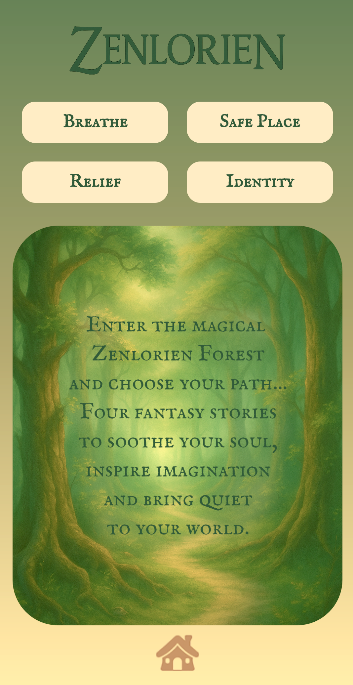 Zenlorien
Breathe
Safe Place
Relief
Identity
Enter the magical
Zenlorien Forest
and choose your path...
Four fantasy stories
to soothe your soul,
inspire imagination
and bring quiet
to your world.